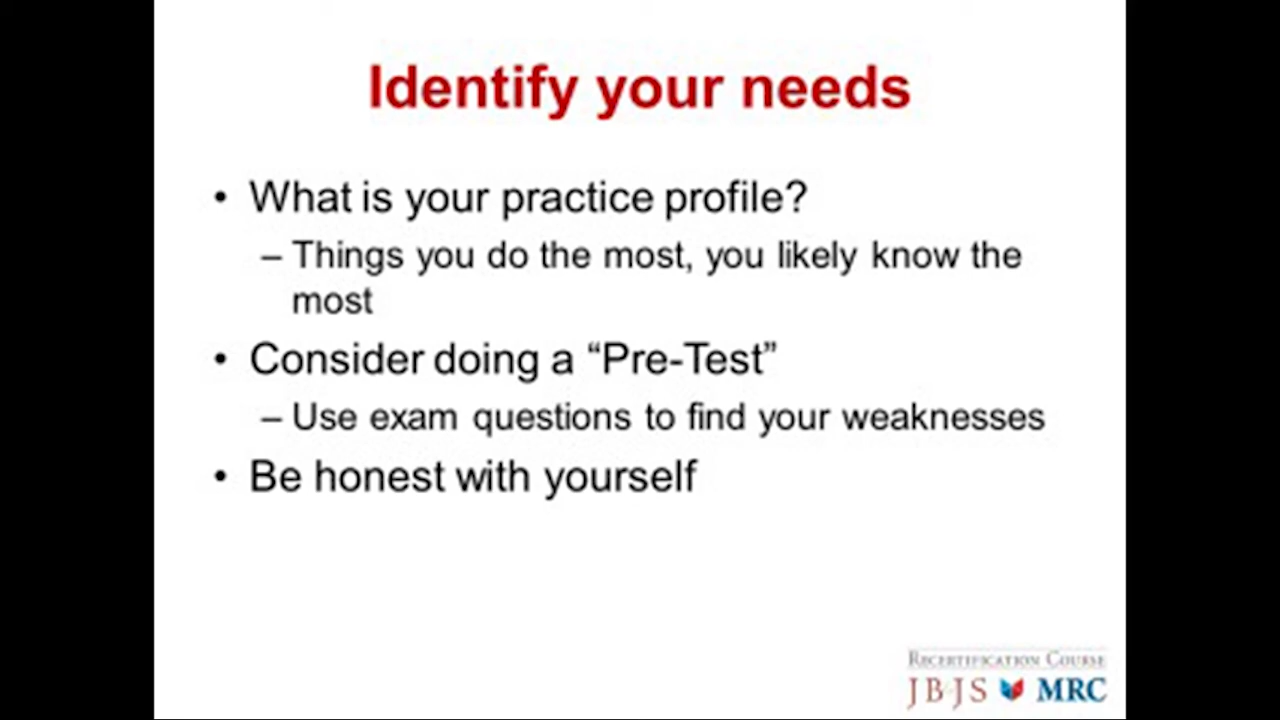 Identify your needs
• What is your practice profile?
– Things you do the most, you likely know the
most
• Consider doing a “Pre-Test”
– Use exam questions to find your weaknesses
• Be honest with yourself
RECERTIFICATION COURSE
JBJS MRC